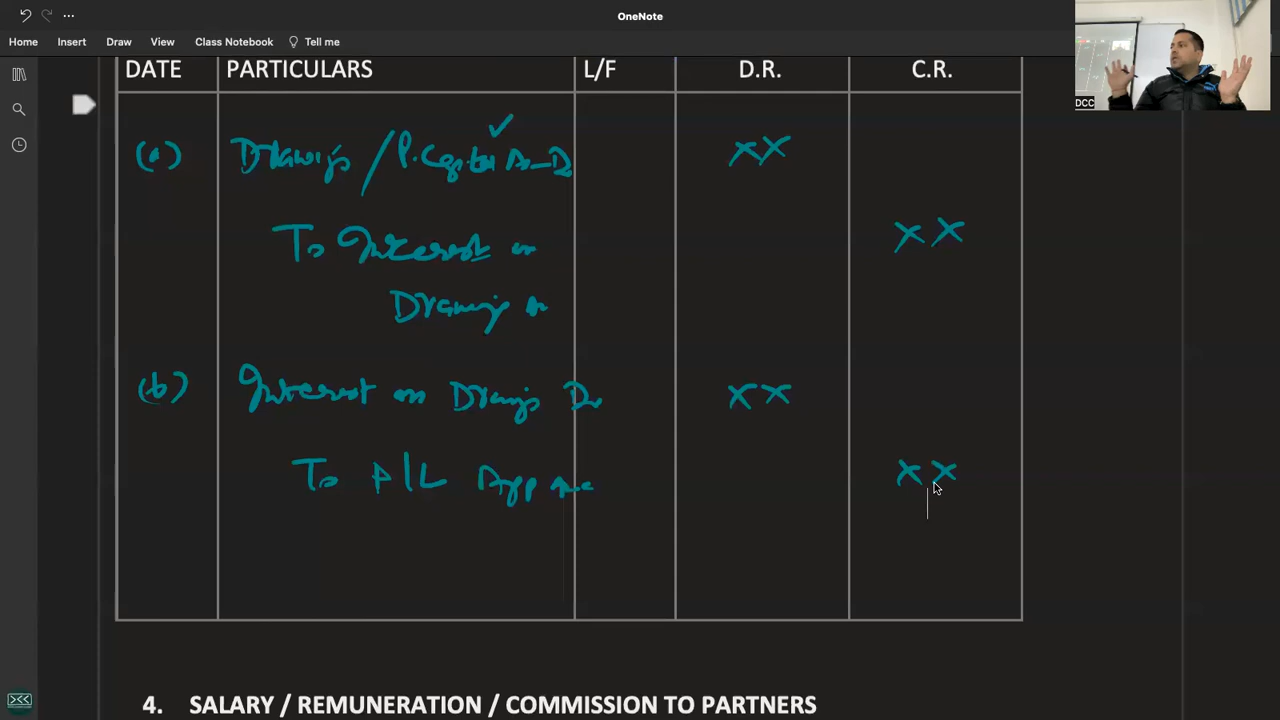 OneNote
Home Insert Draw View Class Notebook Tell me
DATE PARTICULARS L/F D.R. C.R.
(a) Drawings / P. Capital A/c Dr ✓ XX
To Interest on XX
Drawings A/c
(b) Interest on Drawings Dr XX
To P/L App A/c XX
4. SALARY / REMUNERATION / COMMISSION TO PARTNERS
DCC